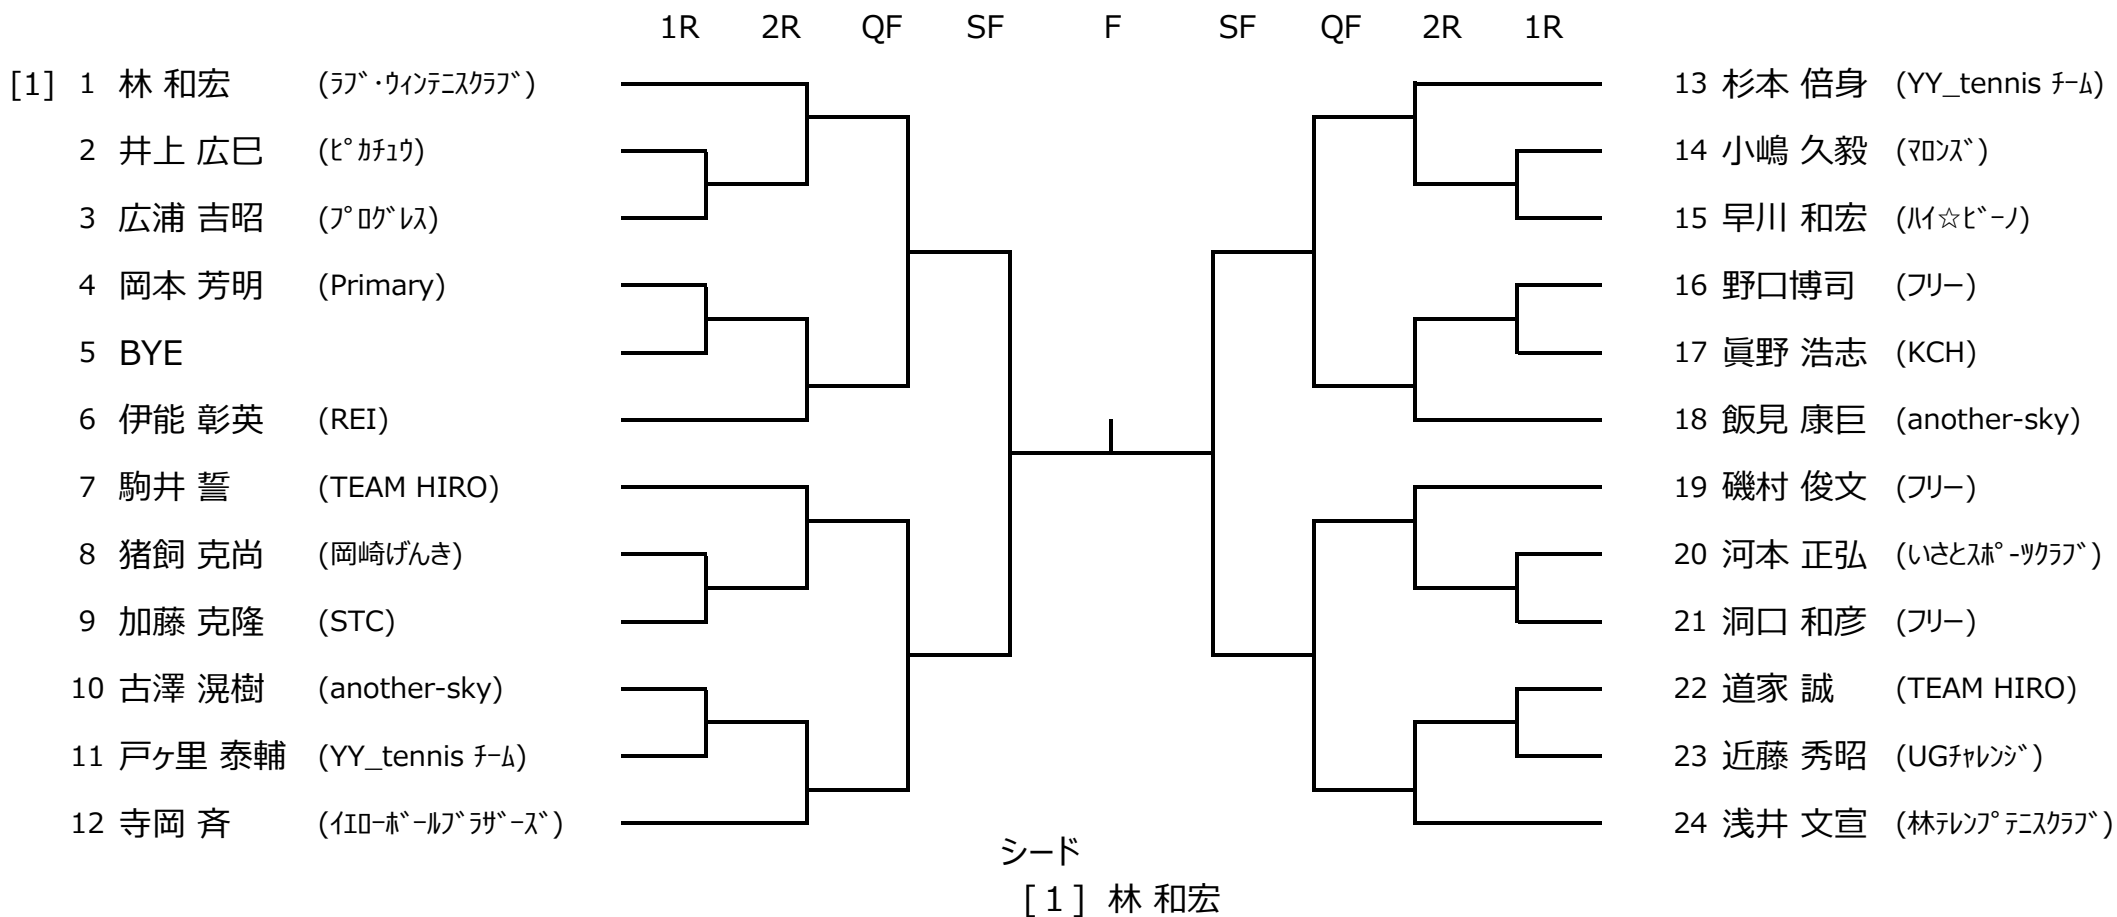 1R 2R QF SF F SF QF 2R 1R
[1] 1 林 和宏 (ﾗﾌﾞ・ｳｨﾝﾃﾆｽｸﾗﾌﾞ) 13 杉本 倍身 (YY_tennis ﾁｰﾑ)
2 井上 広巳 (ﾋﾟｶﾁｭｳ) 14 小嶋 久毅 (ﾏﾛﾝｽﾞ)
3 広浦 吉昭 (ﾌﾟﾛｸﾞﾚｽ) 15 早川 和宏 (ﾊｲ☆ﾋﾞｰﾉ)
4 岡本 芳明 (Primary) 16 野口博司 (ﾌﾘｰ)
5 BYE 17 眞野 浩志 (KCH)
6 伊能 彰英 (REI) 18 飯見 康巨 (another-sky)
7 駒井 誓 (TEAM HIRO) 19 磯村 俊文 (ﾌﾘｰ)
8 猪飼 克尚 (岡崎げんき) 20 河本 正弘 (いさとｽﾎﾟｰﾂｸﾗﾌﾞ)
9 加藤 克隆 (STC) 21 洞口 和彦 (ﾌﾘｰ)
10 古澤 滉樹 (another-sky) 22 道家 誠 (TEAM HIRO)
11 戸ヶ里 泰輔 (YY_tennis ﾁｰﾑ) 23 近藤 秀昭 (UGﾁｬﾚﾝｼﾞ)
12 寺岡 斉 (ｲｴﾛｰﾎﾞｰﾙﾌﾞﾗｻﾞｰｽﾞ) 24 浅井 文宣 (林ﾃﾚﾝﾌﾟﾃﾆｽｸﾗﾌﾞ)
シード
[ 1 ] 林 和宏